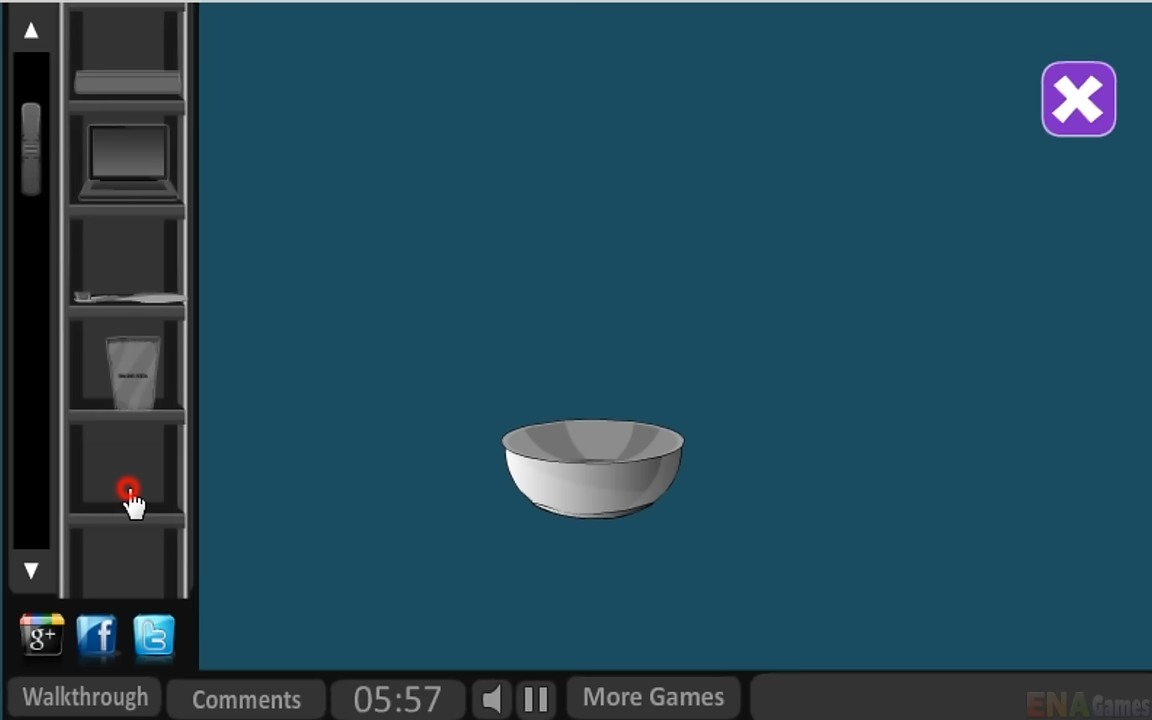 g+
f
t
Walkthrough
Comments
05:57
More Games
ENA Games